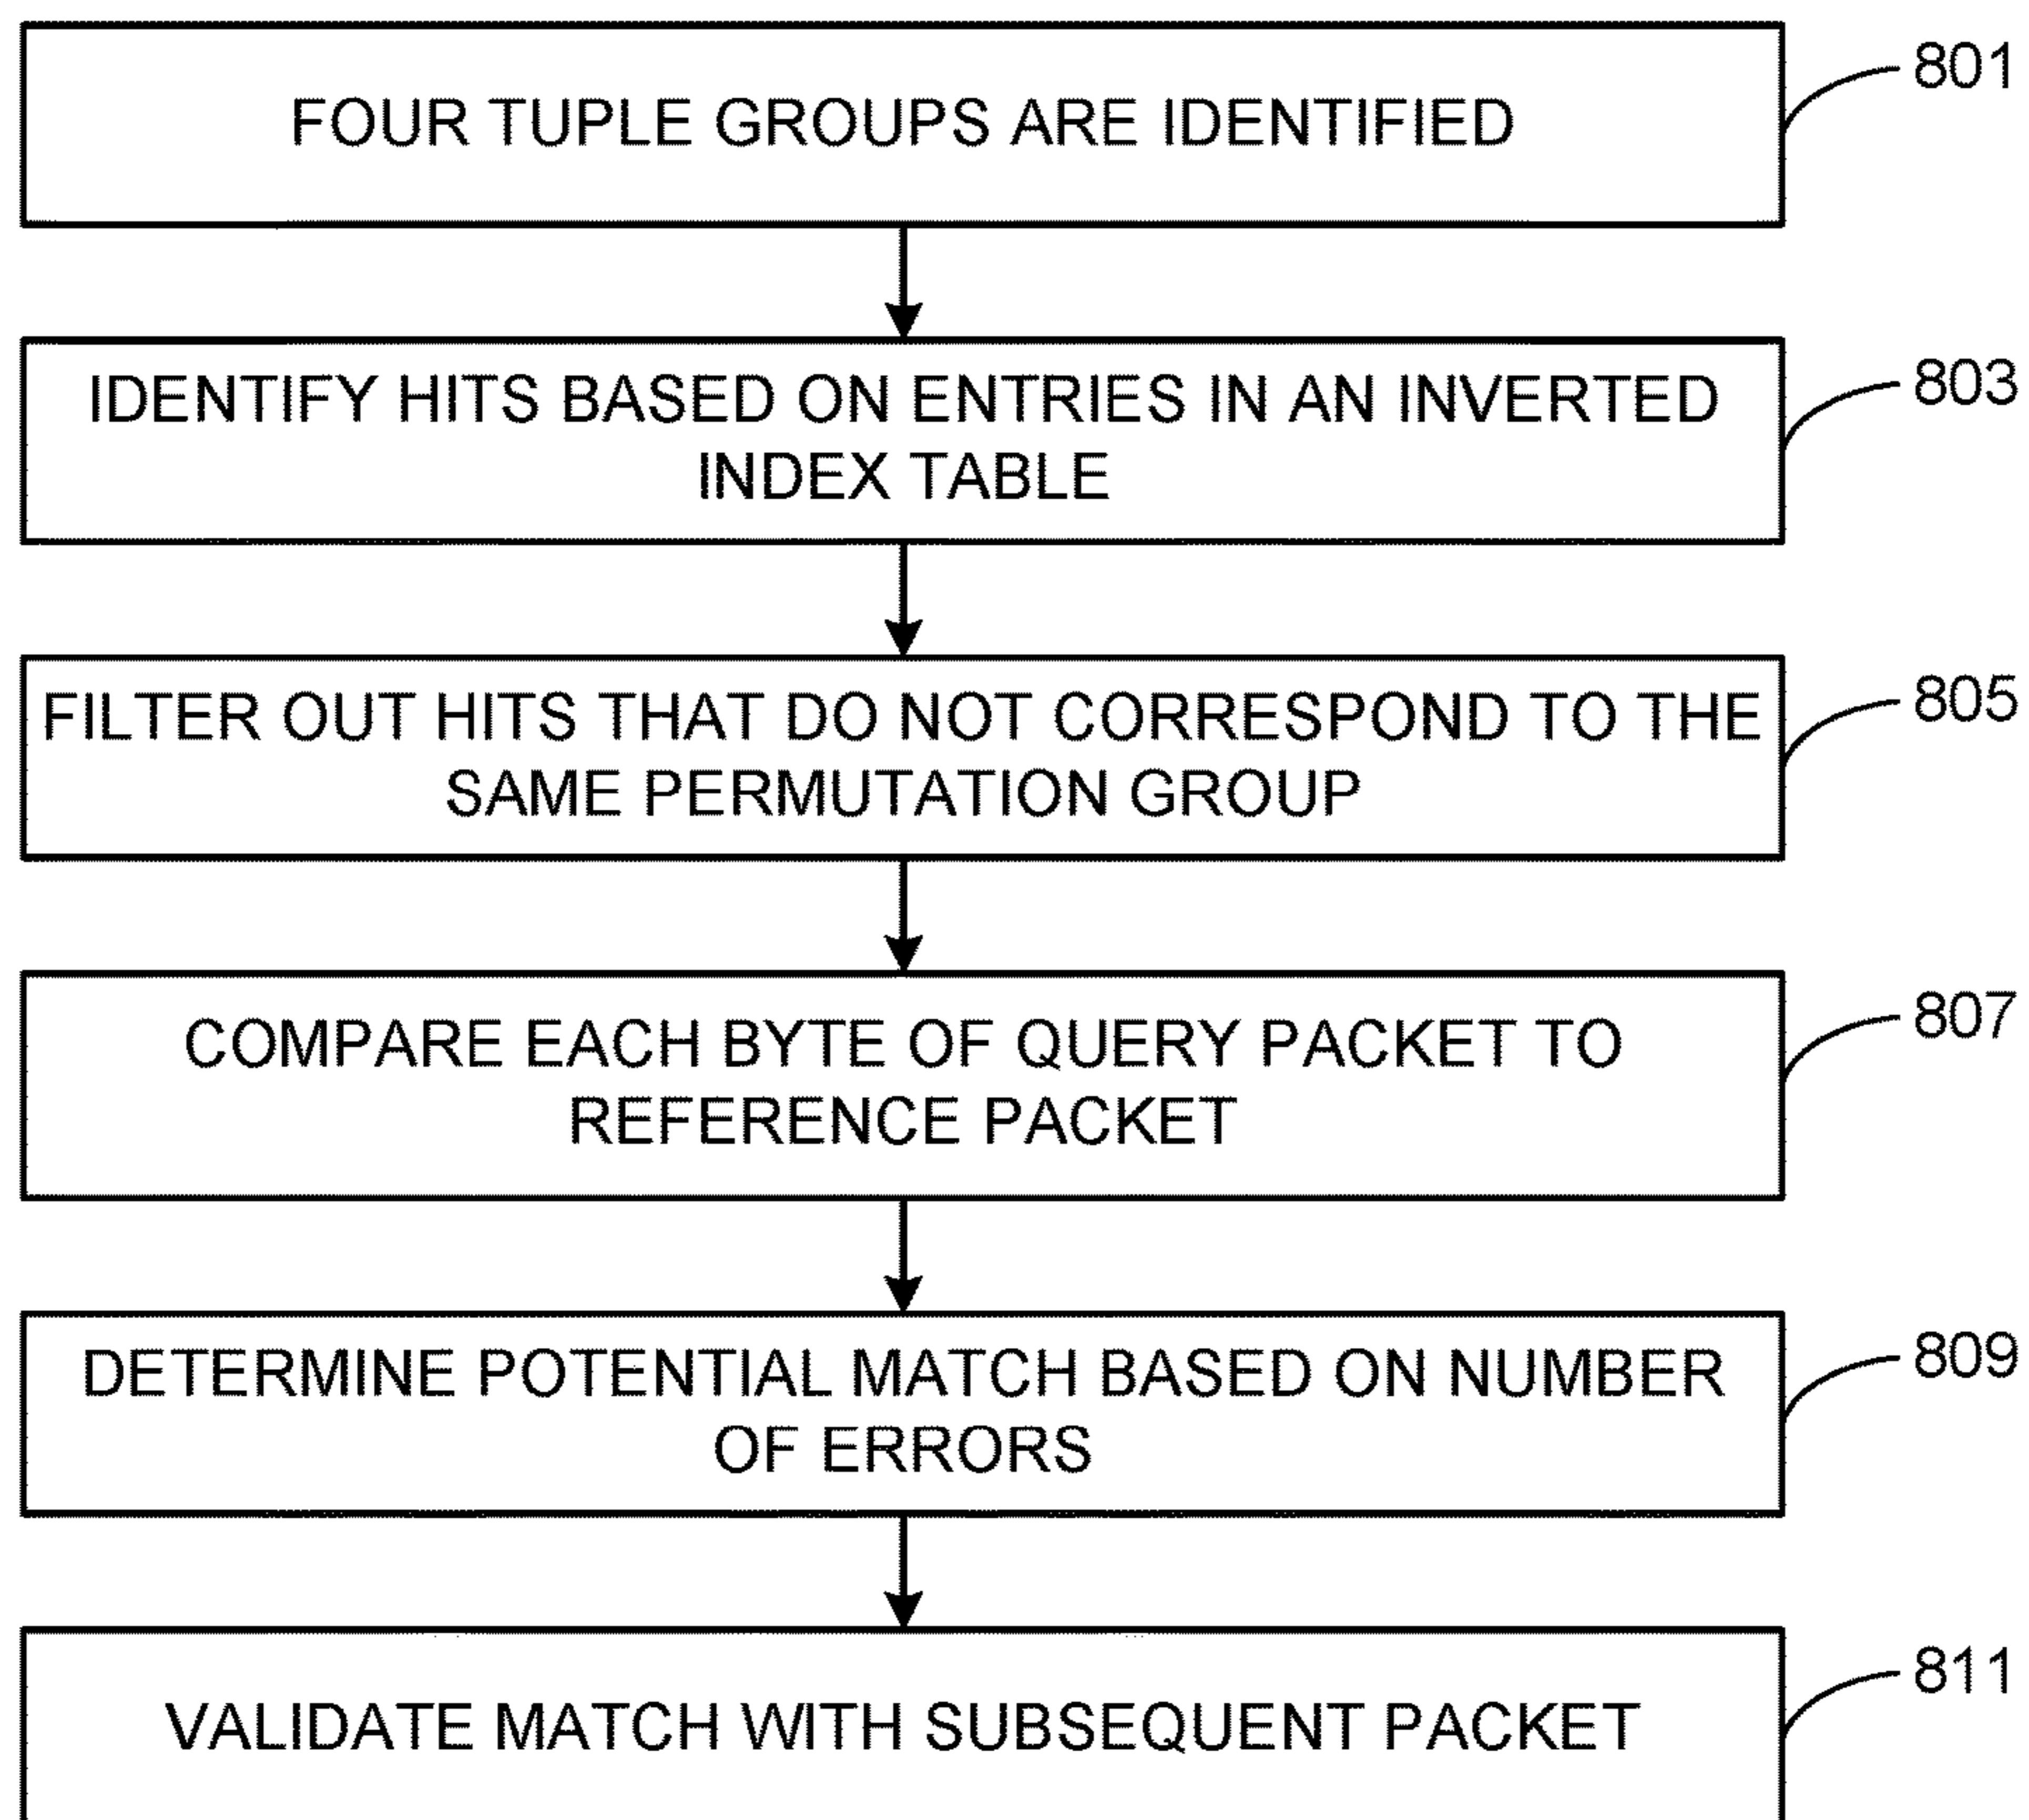 FOUR TUPLE GROUPS ARE IDENTIFIED
801
IDENTIFY HITS BASED ON ENTRIES IN AN INVERTED
INDEX TABLE
803
FILTER OUT HITS THAT DO NOT CORRESPOND TO THE
SAME PERMUTATION GROUP
805
COMPARE EACH BYTE OF QUERY PACKET TO
REFERENCE PACKET
807
DETERMINE POTENTIAL MATCH BASED ON NUMBER
OF ERRORS
809
VALIDATE MATCH WITH SUBSEQUENT PACKET
811